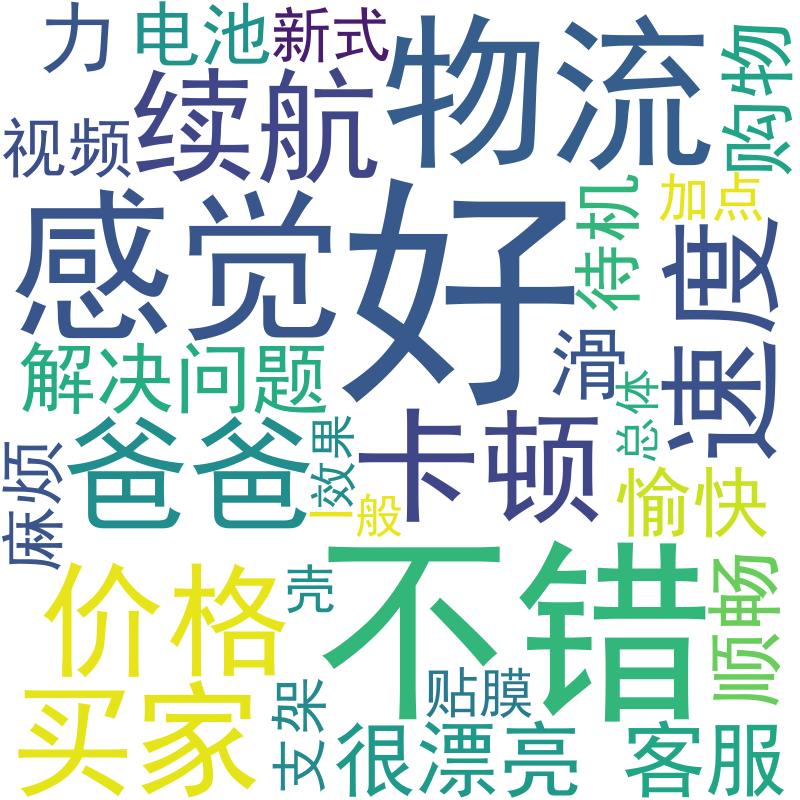 力
电池
新式
物流
购物
视频
续航
加点
感觉
好
待机
速度
解决问题
滑
总体
爸爸
效果
卡顿
麻烦
一般
愉快
价格
壳
不错
顺畅
买家
支架
贴膜
很漂亮
客服